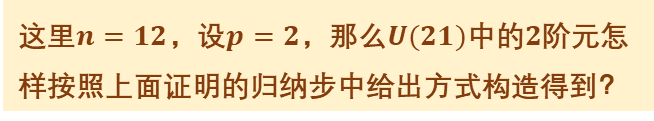 这里n = 12，设p = 2，那么U(21)中的2阶元怎
样按照上面证明的归纳步中给出方式构造得到？